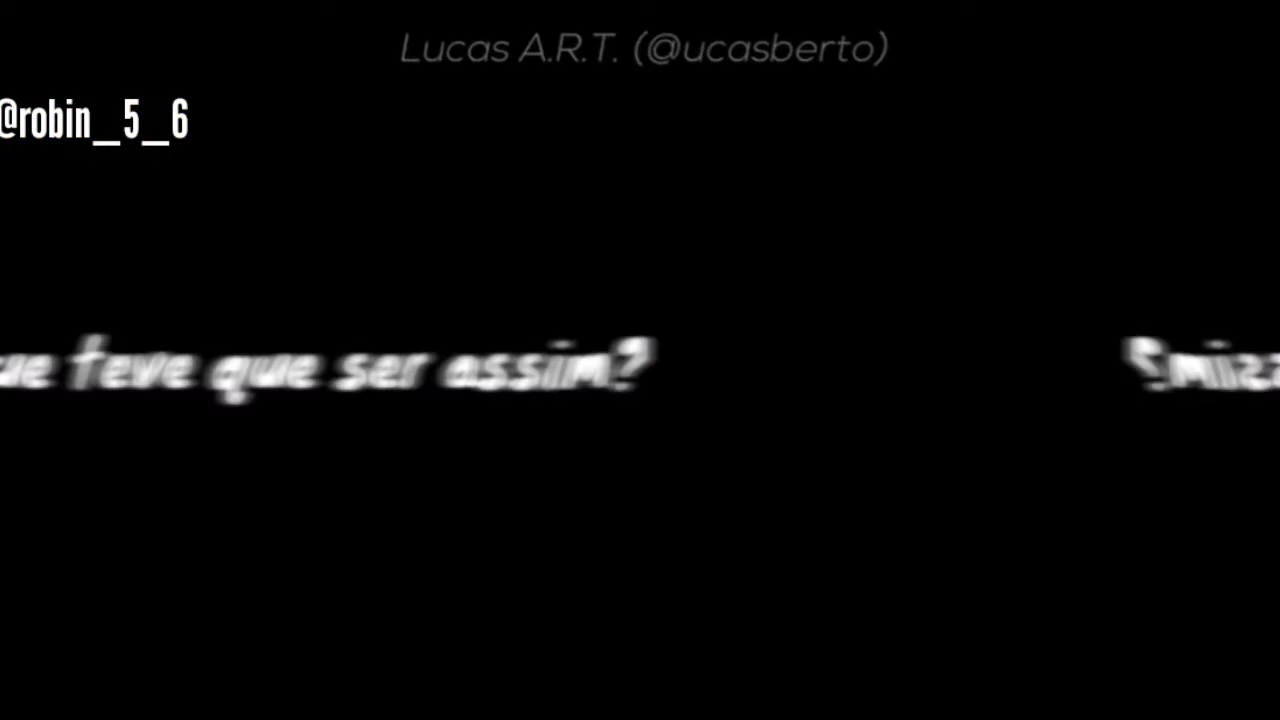 Lucas A.R.T. (@ucasberto)
@robin_5_6
teve que ser assim?